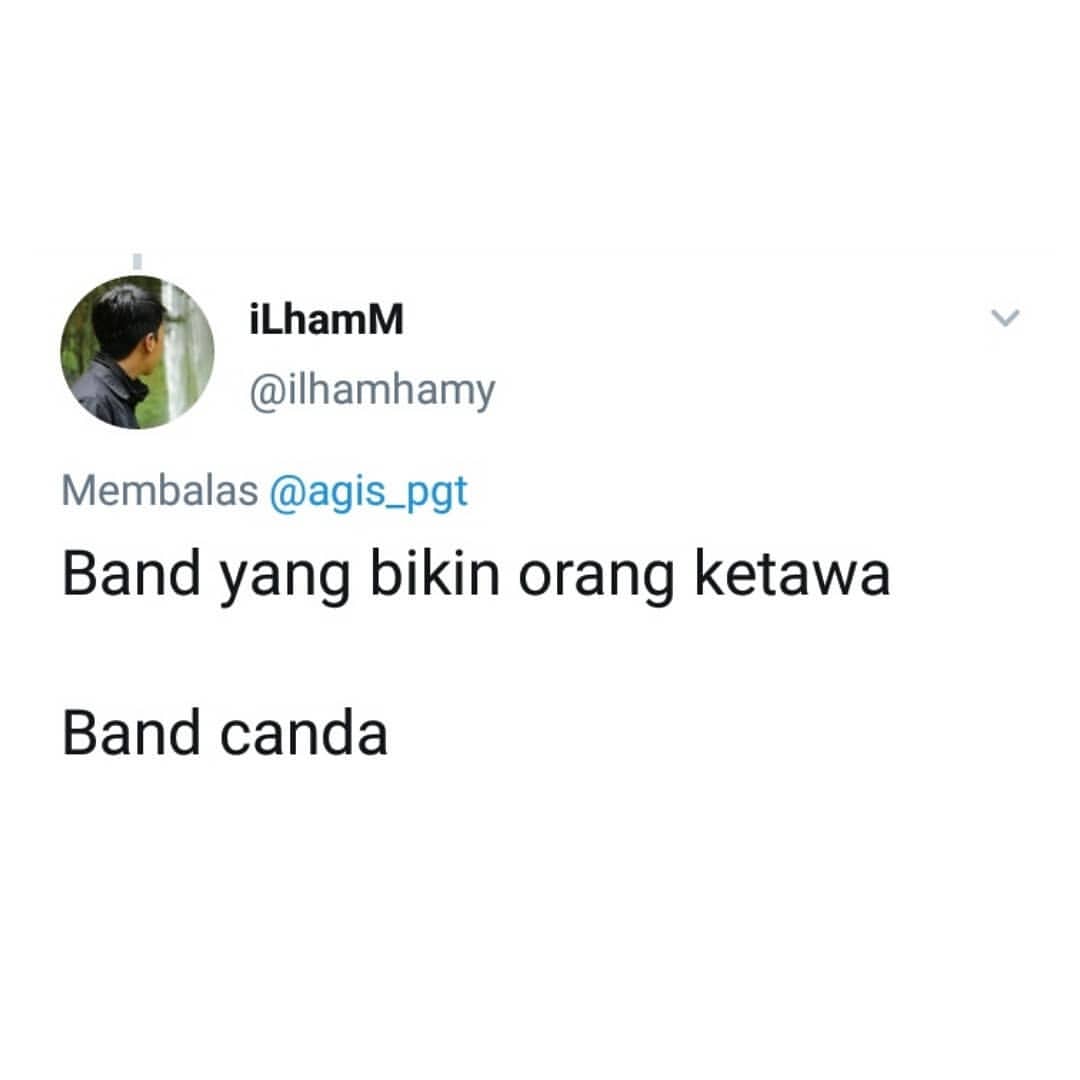 iLhamM
@ilhamhamy
Membalas @agis_pgt
Band yang bikin orang ketawa
Band canda